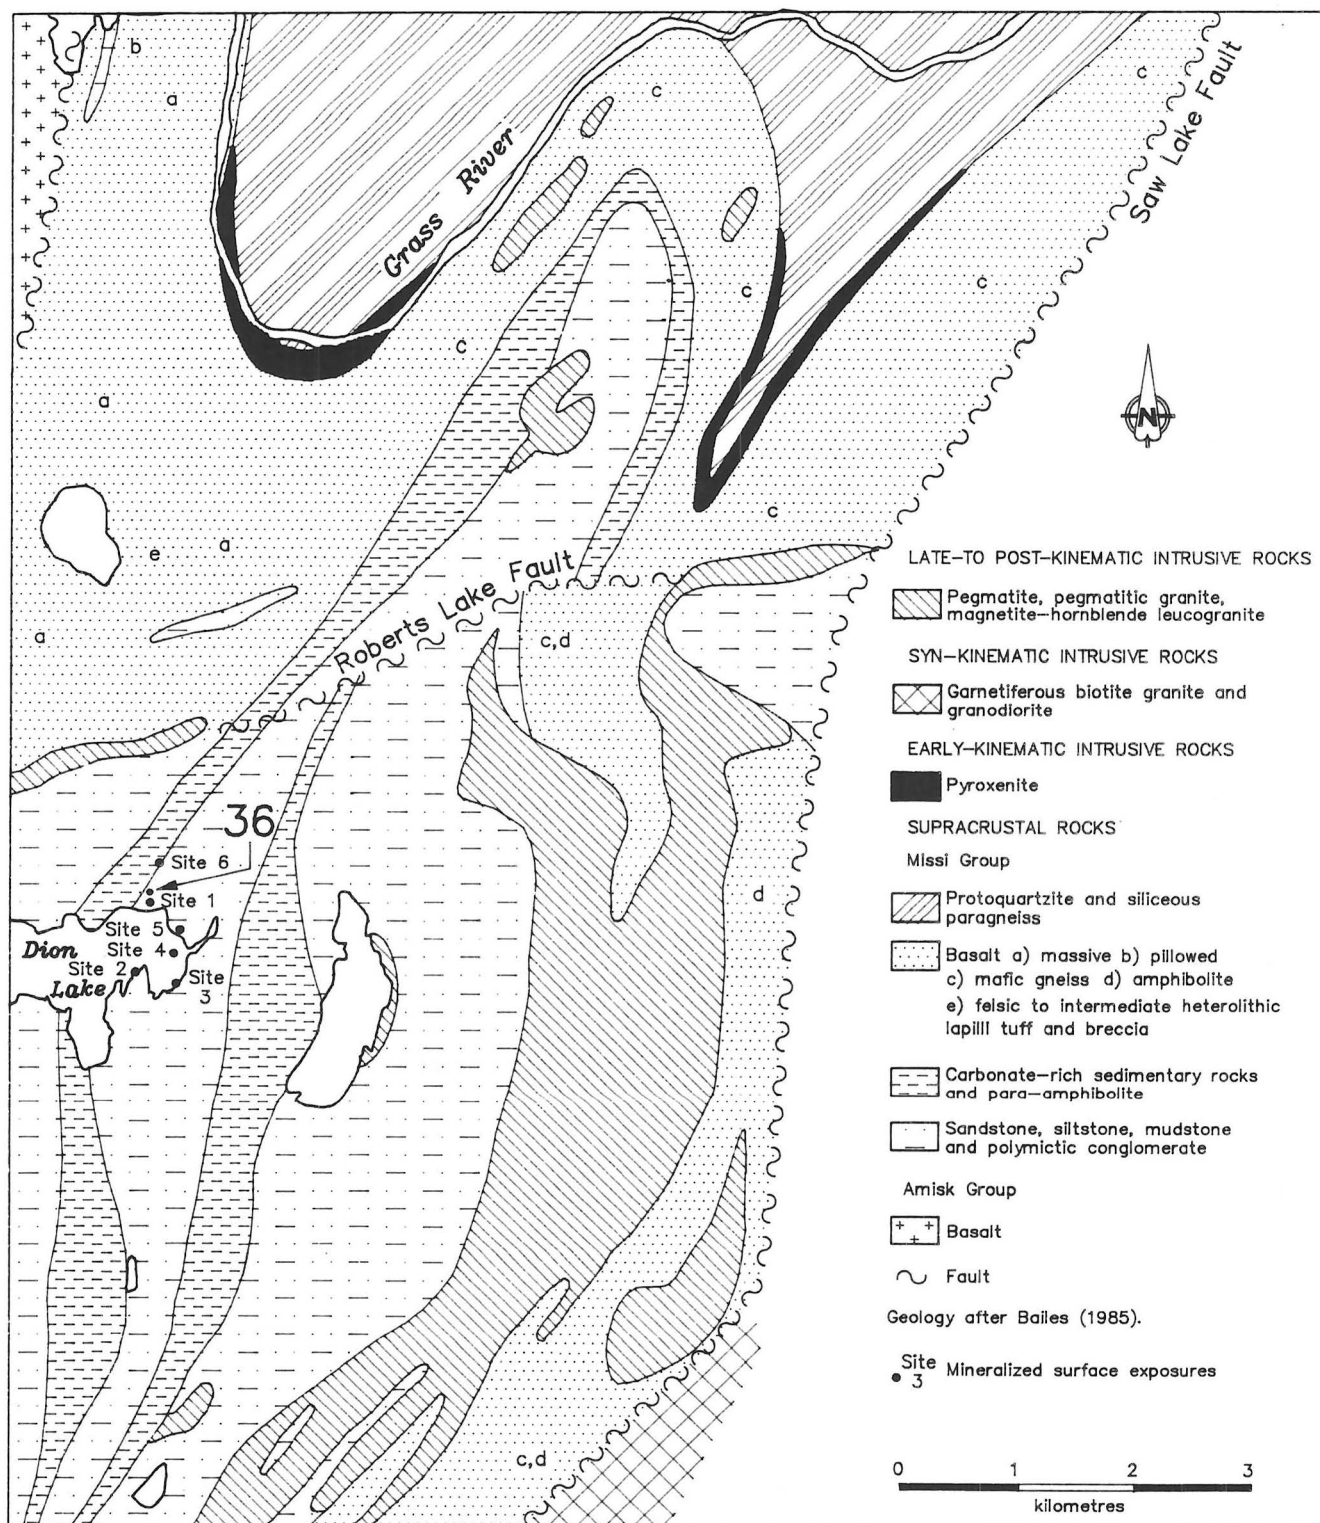 b
a
c
c
Grass
River
Saw Lake Fault
c
c
c
a
N
c
e
a
a
Roberts Lake Fault
c,d
36
Site 6
Site 1
Site 5
Dion
Lake
Site 4
Site
2
Site
3
d
c,d
LATE-TO POST-KINEMATIC INTRUSIVE ROCKS
Pegmatite, pegmatitic granite,
magnetite-hornblende leucogranite
SYN-KINEMATIC INTRUSIVE ROCKS
Garnetiferous biotite granite and
granodiorite
EARLY-KINEMATIC INTRUSIVE ROCKS
Pyroxenite
SUPRACRUSTAL ROCKS
Missi Group
Protoquartzite and siliceous
paragneiss
Basalt a) massive b) pillowed
c) mafic gneiss d) amphibolite
e) felsic to intermediate heterolithic
lapilli tuff and breccia
Carbonate-rich sedimentary rocks
and para-amphibolite
Sandstone, siltstone, mudstone
and polymictic conglomerate
Amisk Group
Basalt
Fault
Geology after Bailes (1985).
Site
3
Mineralized surface exposures
0 1 2 3
kilometres